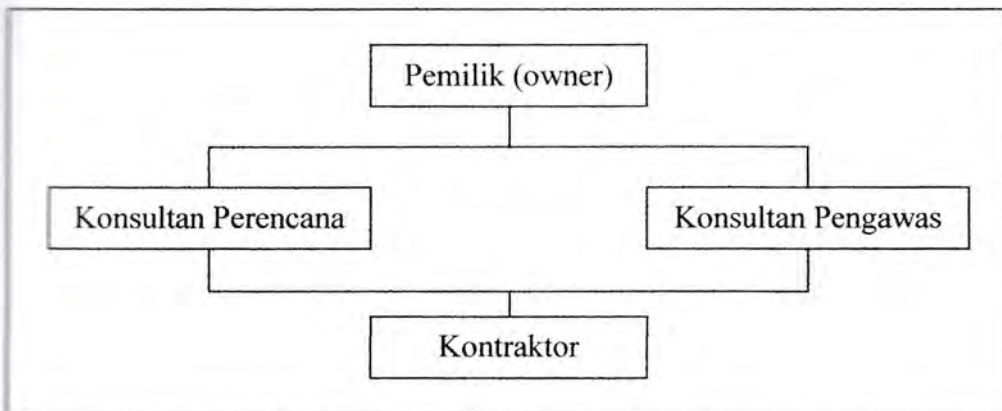 Pemilik (owner)
Konsultan Perencana
Konsultan Pengawas
Kontraktor